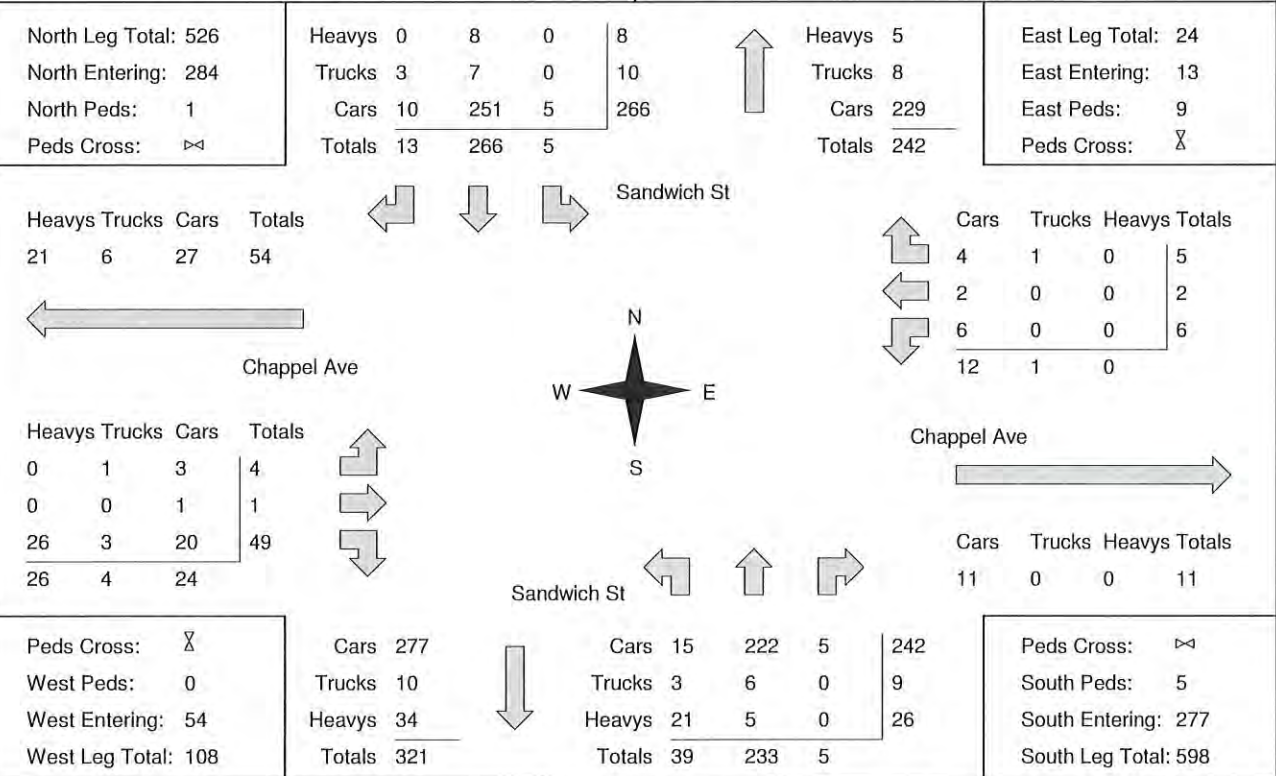 North Leg Total: 526
North Entering: 284
North Peds: 1
Peds Cross: ⋈
Heavys 0 8 0 8
Trucks 3 7 0 10
Cars 10 251 5 266
Totals 13 266 5
Heavys 5
Trucks 8
Cars 229
Totals 242
East Leg Total: 24
East Entering: 13
East Peds: 9
Peds Cross: ⧖
Sandwich St
Heavys Trucks Cars Totals
21 6 27 54
Cars Trucks Heavys Totals
4 1 0 5
2 0 0 2
6 0 0 6
12 1 0
Chappel Ave
N
W E
S
Heavys Trucks Cars Totals
0 1 3 4
0 0 1 1
26 3 20 49
26 4 24
Chappel Ave
Cars Trucks Heavys Totals
11 0 0 11
Sandwich St
Peds Cross: ⧖
West Peds: 0
West Entering: 54
West Leg Total: 108
Cars 277
Trucks 10
Heavys 34
Totals 321
Cars 15 222 5 242
Trucks 3 6 0 9
Heavys 21 5 0 26
Totals 39 233 5
Peds Cross: ⋈
South Peds: 5
South Entering: 277
South Leg Total: 598